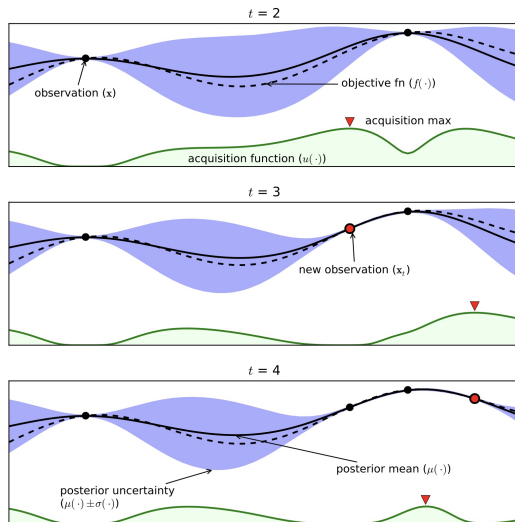 t = 2
observation (x)
objective fn (f(·))
acquisition max
acquisition function (u(·))
t = 3
new observation (xₜ)
t = 4
posterior mean (μ(·))
posterior uncertainty
(μ(·)±σ(·))